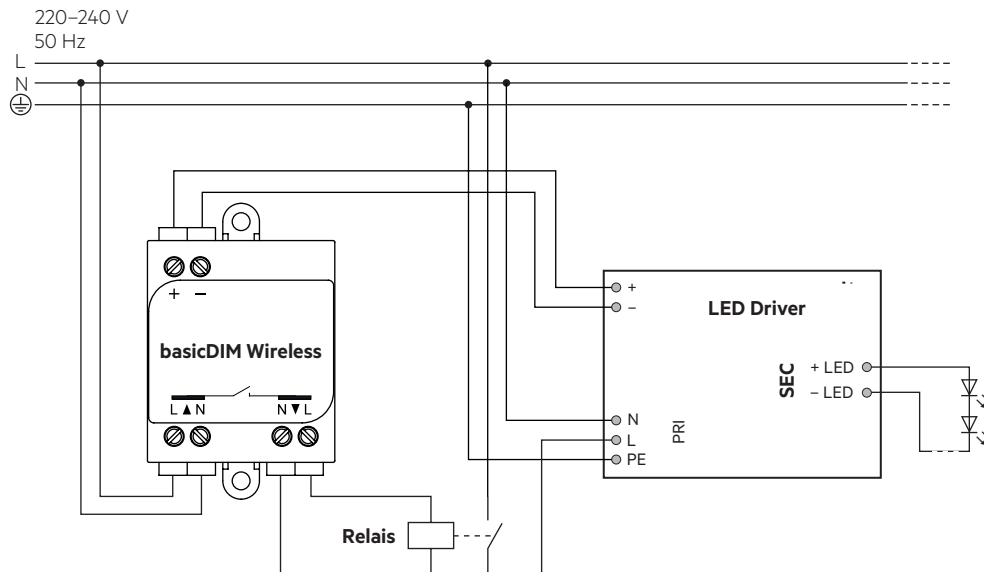 220–240 V
50 Hz
L
N
+ −
basicDIM Wireless
L ▲ N N ▼ L
+
−
LED Driver
SEC
+ LED
− LED
N
L
PE
PRI
Relais